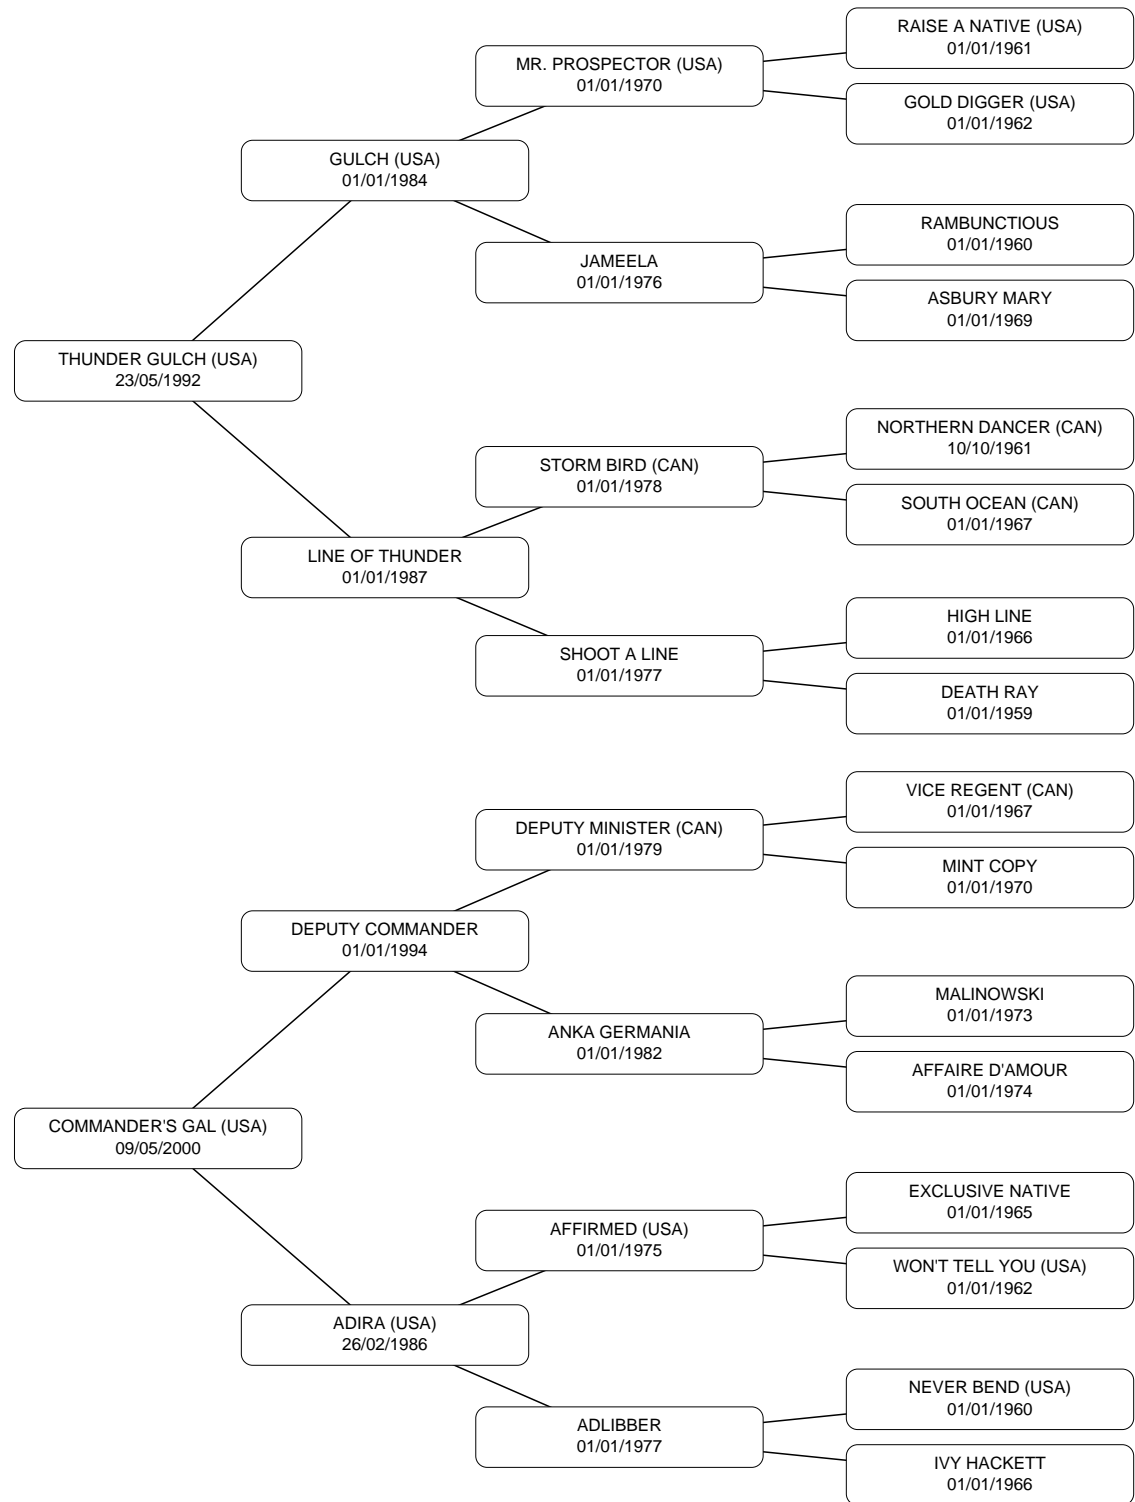 RAISE A NATIVE (USA)
01/01/1961
MR. PROSPECTOR (USA)
01/01/1970
GOLD DIGGER (USA)
01/01/1962
GULCH (USA)
01/01/1984
RAMBUNCTIOUS
01/01/1960
JAMEELA
01/01/1976
ASBURY MARY
01/01/1969
THUNDER GULCH (USA)
23/05/1992
NORTHERN DANCER (CAN)
10/10/1961
STORM BIRD (CAN)
01/01/1978
SOUTH OCEAN (CAN)
01/01/1967
LINE OF THUNDER
01/01/1987
HIGH LINE
01/01/1966
SHOOT A LINE
01/01/1977
DEATH RAY
01/01/1959
VICE REGENT (CAN)
01/01/1967
DEPUTY MINISTER (CAN)
01/01/1979
MINT COPY
01/01/1970
DEPUTY COMMANDER
01/01/1994
MALINOWSKI
01/01/1973
ANKA GERMANIA
01/01/1982
AFFAIRE D'AMOUR
01/01/1974
COMMANDER'S GAL (USA)
09/05/2000
EXCLUSIVE NATIVE
01/01/1965
AFFIRMED (USA)
01/01/1975
WON'T TELL YOU (USA)
01/01/1962
ADIRA (USA)
26/02/1986
NEVER BEND (USA)
01/01/1960
ADLIBBER
01/01/1977
IVY HACKETT
01/01/1966